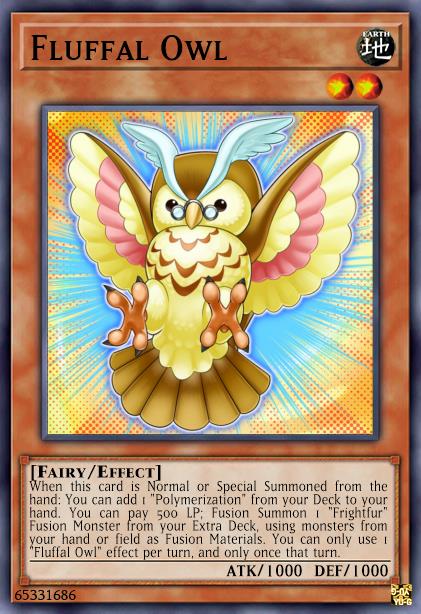 Fluffal Owl
EARTH
地
[Fairy/Effect]
When this card is Normal or Special Summoned from the
hand: You can add 1 "Polymerization" from your Deck to your
hand. You can pay 500 LP; Fusion Summon 1 "Frightfur"
Fusion Monster from your Extra Deck, using monsters from
your hand or field as Fusion Materials. You can only use 1
"Fluffal Owl" effect per turn, and only once that turn.
ATK/1000 DEF/1000
65331686